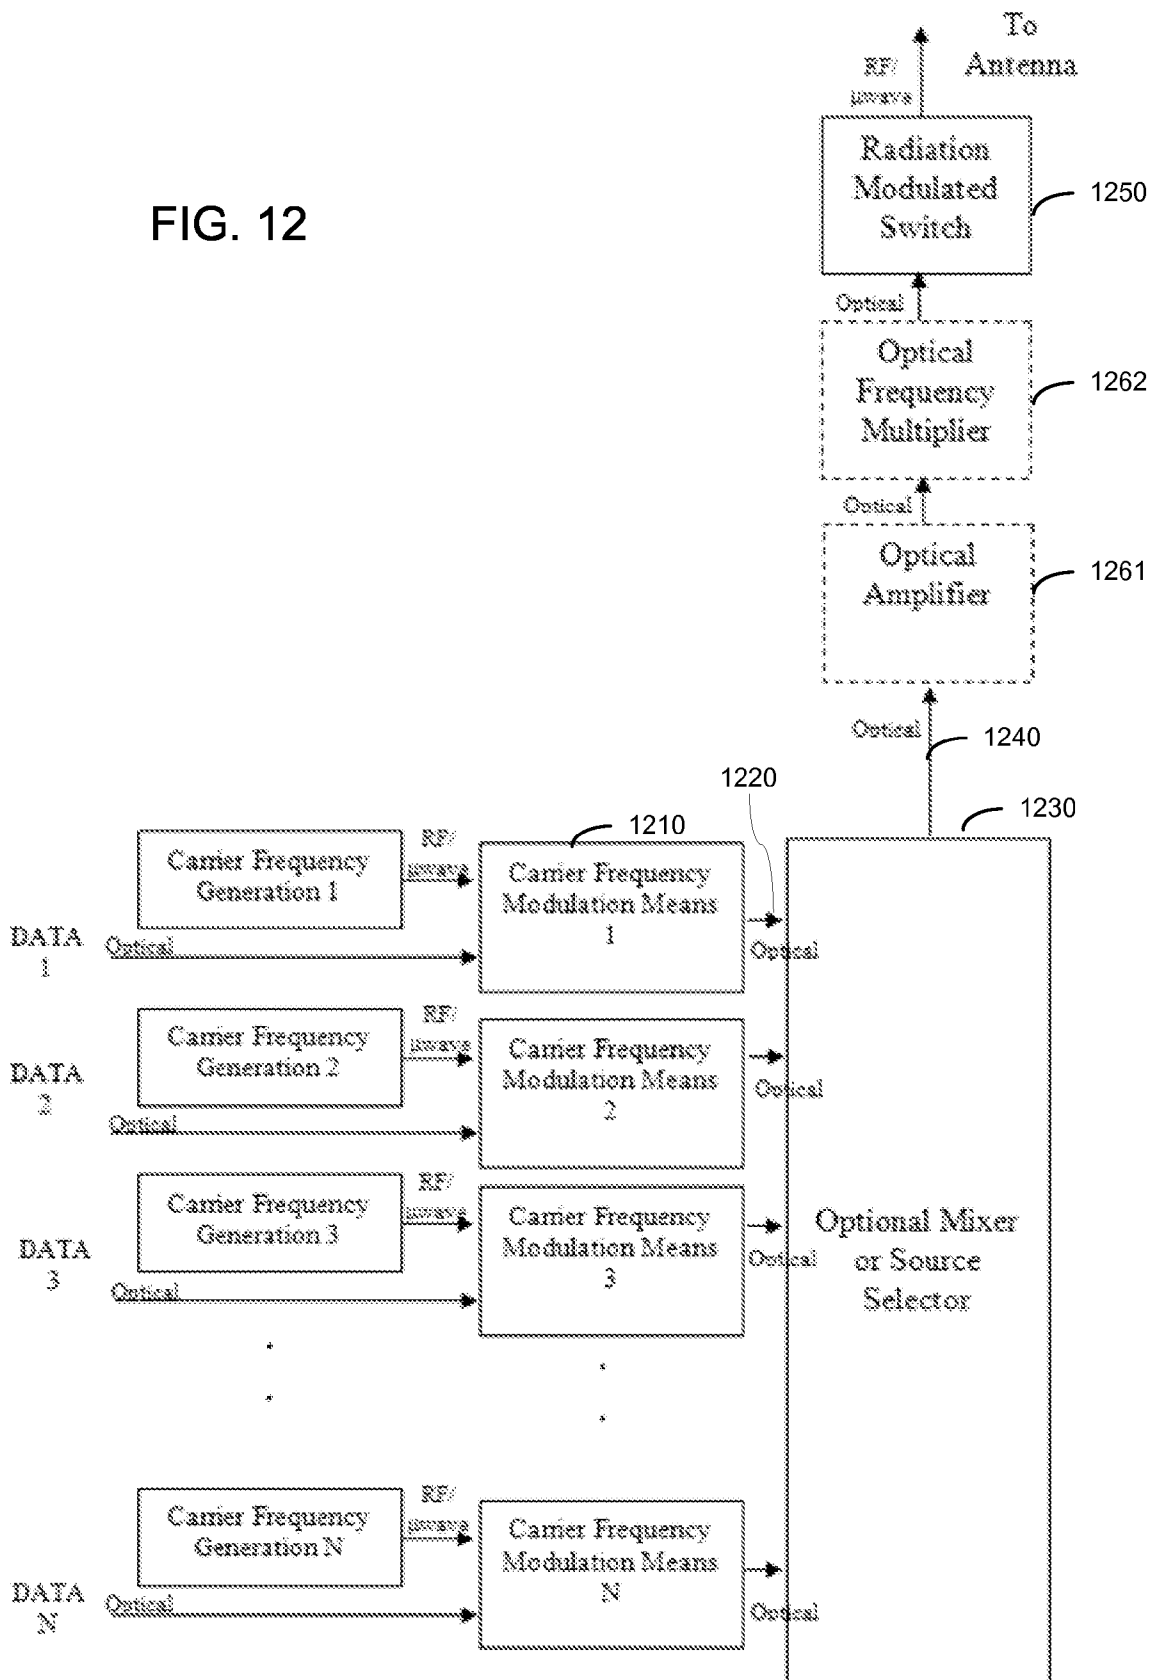 To
Antenna
RF/
μwave
Radiation
Modulated
Switch
1250
FIG. 12
Optical
Optical
Frequency
Multiplier
1262
Optical
Optical
Amplifier
1261
Optical
1240
1220
1230
1210
Carrier Frequency
Generation 1
RF/
μwave
Carrier Frequency
Modulation Means
1
DATA
1
Optical
Optical
Carrier Frequency
Generation 2
RF/
μwave
Carrier Frequency
Modulation Means
2
DATA
2
Optical
Optical
Carrier Frequency
Generation 3
RF/
μwave
Carrier Frequency
Modulation Means
3
DATA
3
Optical
Optical
Optional Mixer
or Source
Selector
Carrier Frequency
Generation N
RF/
μwave
Carrier Frequency
Modulation Means
N
DATA
N
Optical
Optical